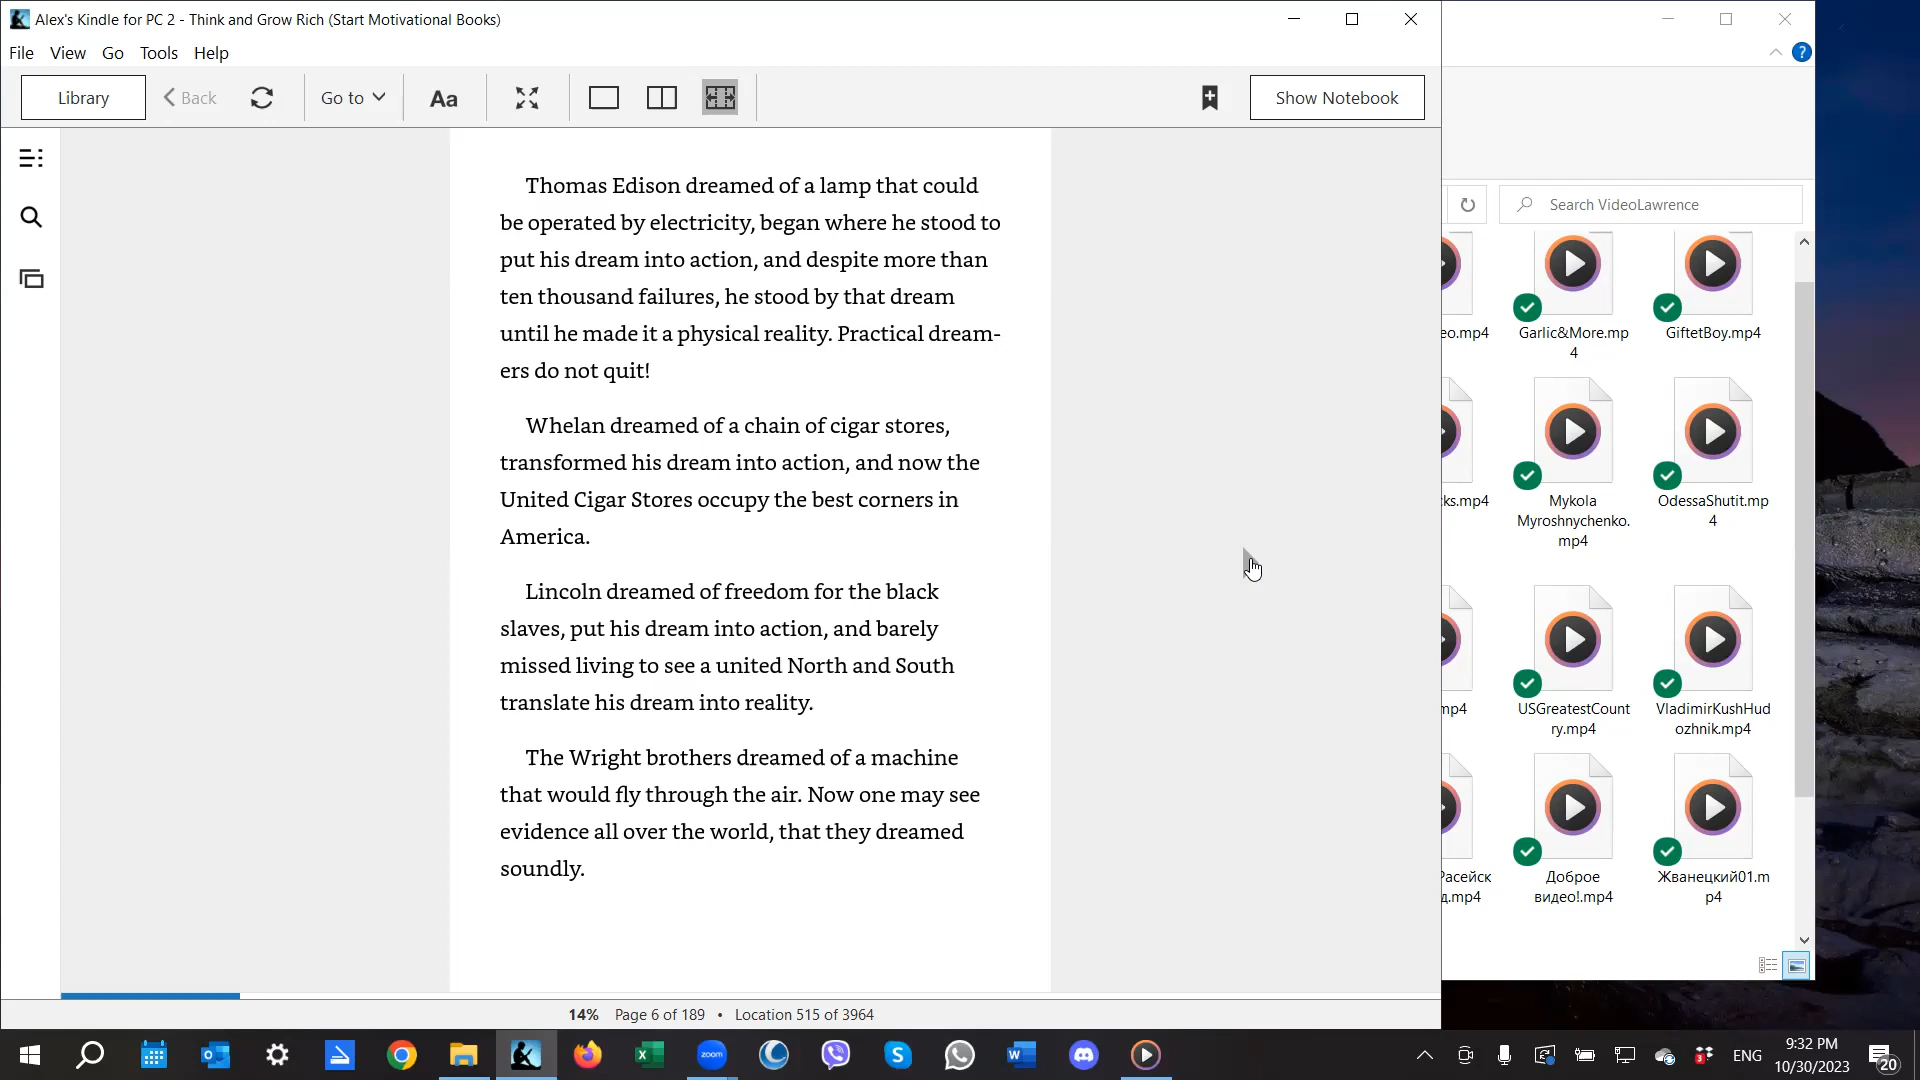 Alex's Kindle for PC 2 - Think and Grow Rich (Start Motivational Books)
File View Go Tools Help
Library Back Go to Aa Show Notebook
Thomas Edison dreamed of a lamp that could
be operated by electricity, began where he stood to
put his dream into action, and despite more than
ten thousand failures, he stood by that dream
until he made it a physical reality. Practical dream-
ers do not quit!
Whelan dreamed of a chain of cigar stores,
transformed his dream into action, and now the
United Cigar Stores occupy the best corners in
America.
Lincoln dreamed of freedom for the black
slaves, put his dream into action, and barely
missed living to see a united North and South
translate his dream into reality.
The Wright brothers dreamed of a machine
that would fly through the air. Now one may see
evidence all over the world, that they dreamed
soundly.
14% Page 6 of 189 • Location 515 of 3964
?
Search VideoLawrence
eo.mp4
Garlic&More.mp
4
GiftetBoy.mp4
ks.mp4
Mykola
Myroshnychenko.
mp4
OdessaShutit.mp
4
mp4
USGreatestCount
ry.mp4
VladimirKushHud
ozhnik.mp4
Расейск
д.mp4
Доброе
видео!.mp4
Жванецкий01.m
p4
zoom
3
ENG
9:32 PM
10/30/2023
20